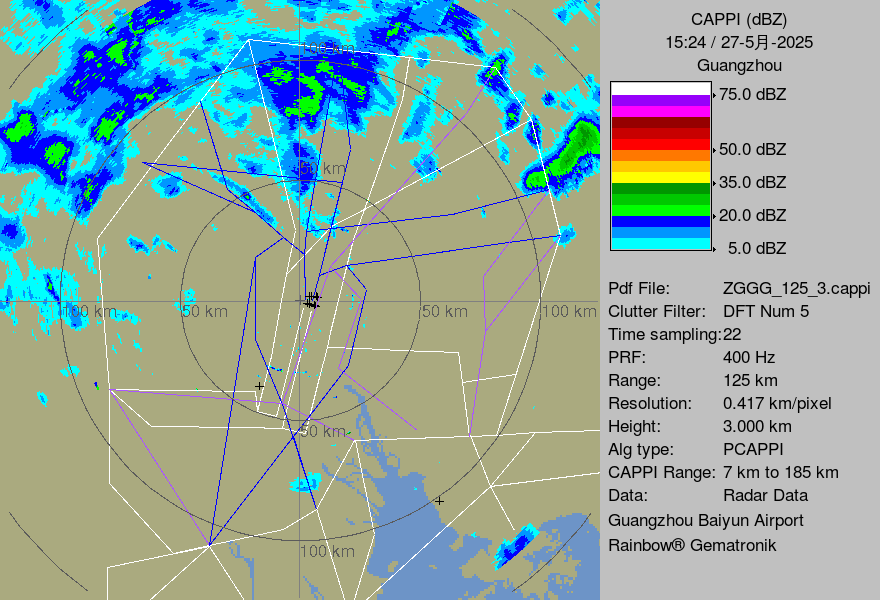 CAPPI (dBZ)
15:24 / 27-5月-2025
Guangzhou
75.0 dBZ
50.0 dBZ
35.0 dBZ
20.0 dBZ
5.0 dBZ
Pdf File: ZGGG_125_3.cappi
Clutter Filter: DFT Num 5
Time sampling:22
PRF: 400 Hz
Range: 125 km
Resolution: 0.417 km/pixel
Height: 3.000 km
Alg type: PCAPPI
CAPPI Range: 7 km to 185 km
Data: Radar Data
Guangzhou Baiyun Airport
Rainbow® Gematronik
100 km
50 km
100 km
50 km
50 km
100 km
50 km
100 km